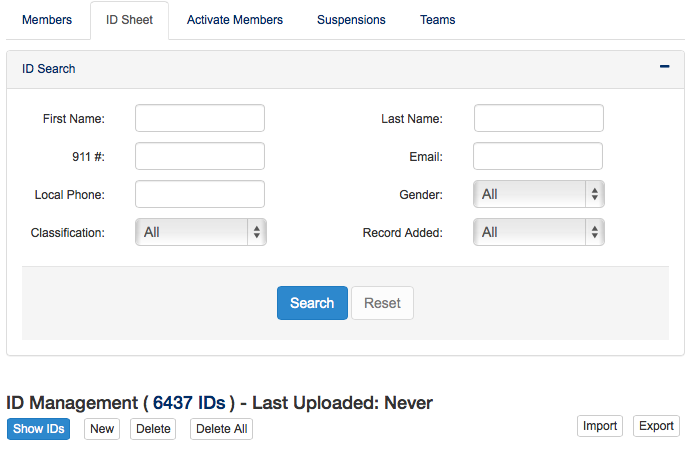 Members ID Sheet Activate Members Suspensions Teams
ID Search
First Name: Last Name:
911 #: Email:
Local Phone: Gender: All
Classification: All Record Added: All
Search Reset
ID Management ( 6437 IDs ) - Last Uploaded: Never
Show IDs New Delete Delete All Import Export